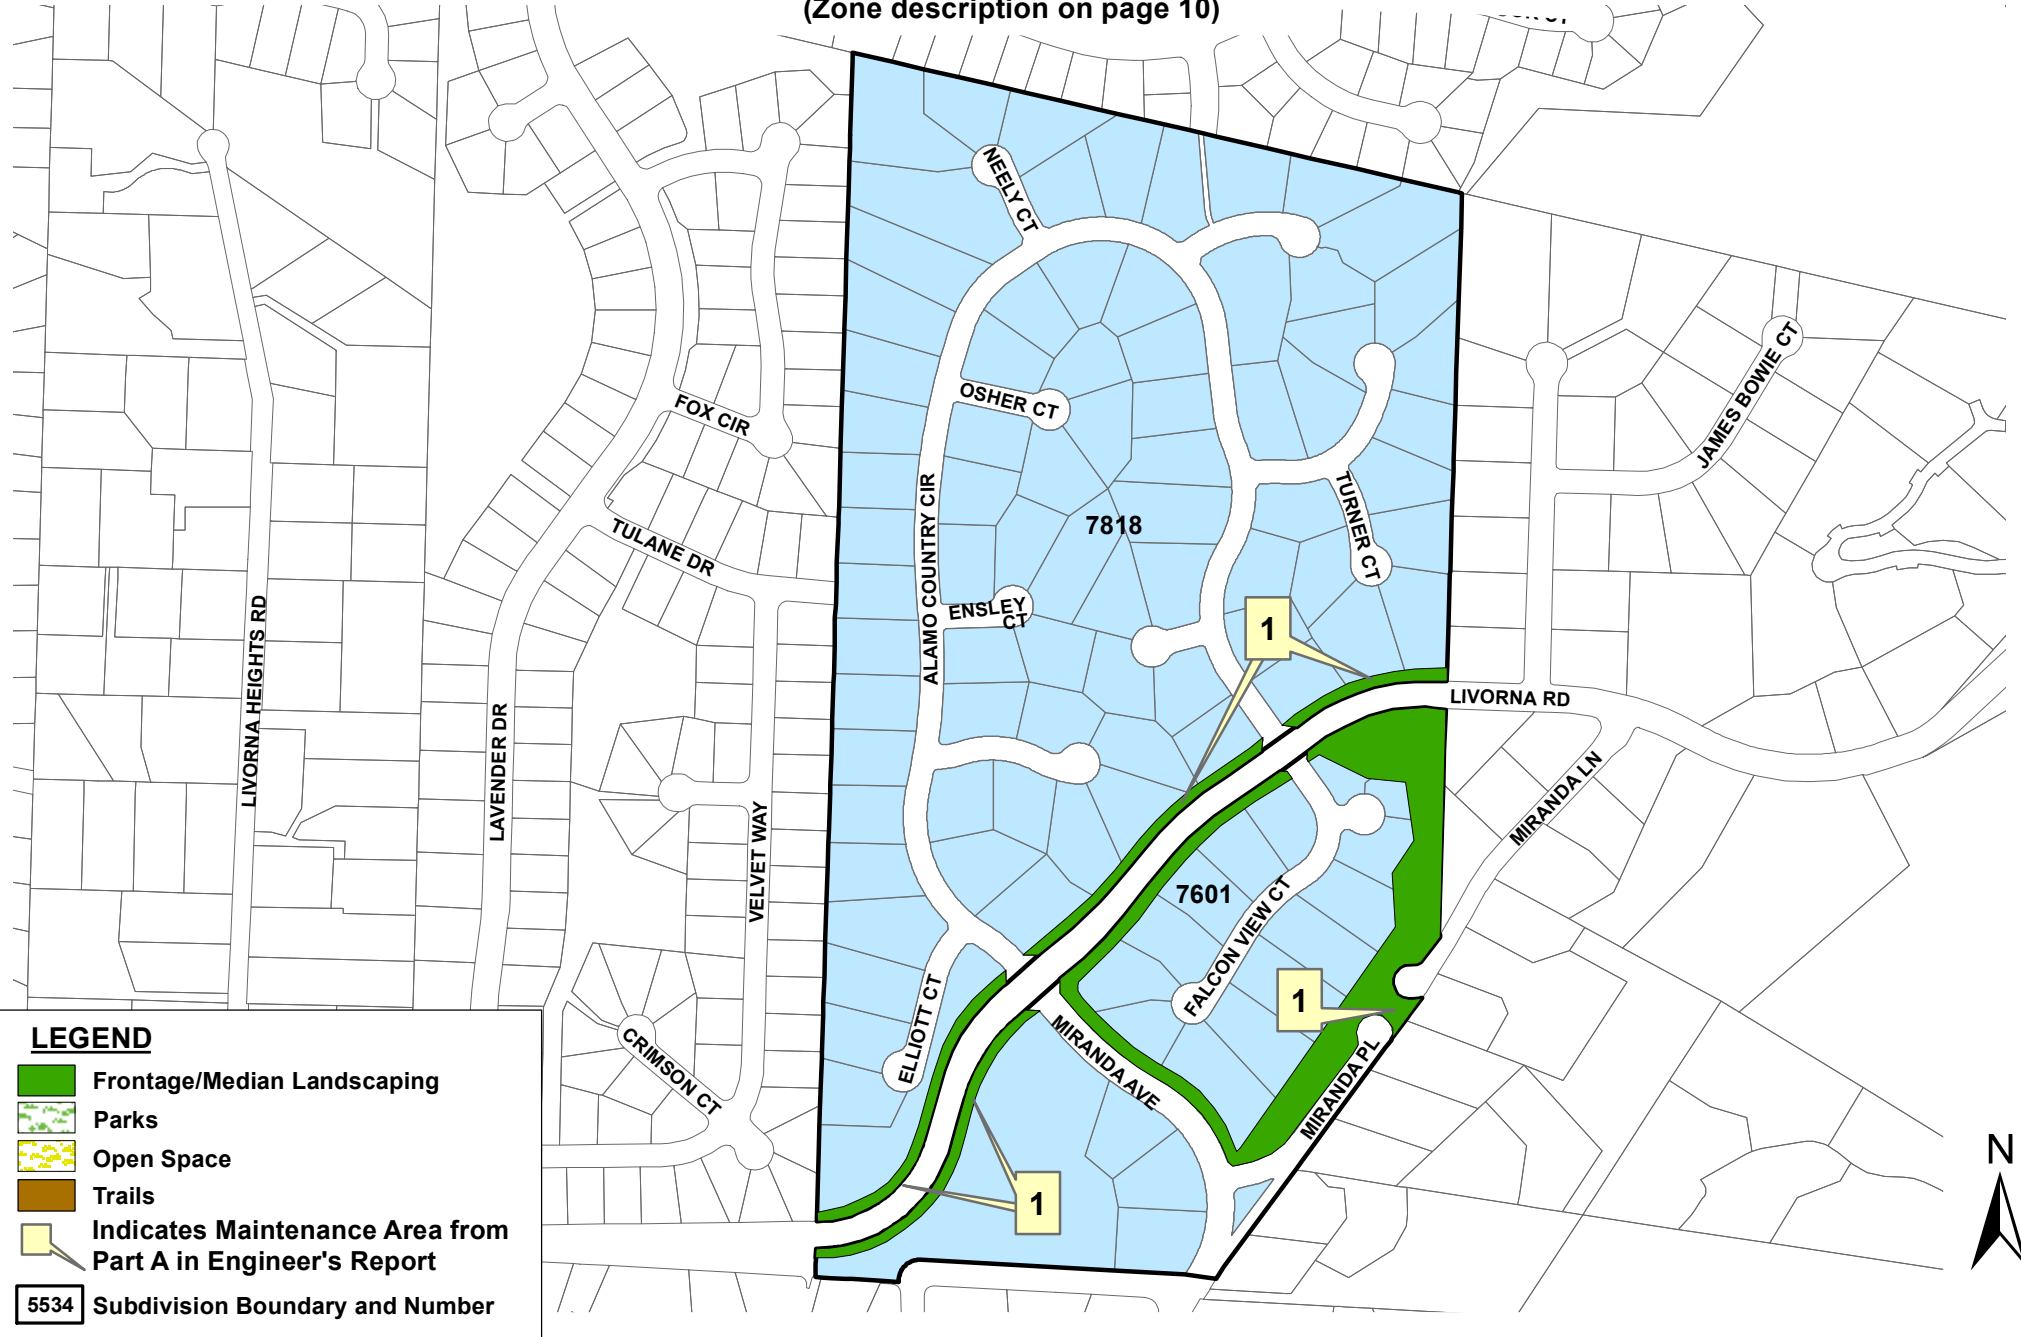 (Zone description on page 10)
NEELY CT
OSHER CT
FOX CIR
JAMES BOWIE CT
TULANE DR
ALAMO COUNTRY CIR
7818
TURNER CT
ENSLEY
CT
1
LIVORNA HEIGHTS RD
LAVENDER DR
LIVORNA RD
MIRANDA LN
VELVET WAY
7601
FALCON VIEW CT
ELLIOTT CT
1
MIRANDA AVE
MIRANDA PL
CRIMSON CT
1
N
LEGEND
Frontage/Median Landscaping
Parks
Open Space
Trails
Indicates Maintenance Area from
Part A in Engineer's Report
5534 Subdivision Boundary and Number